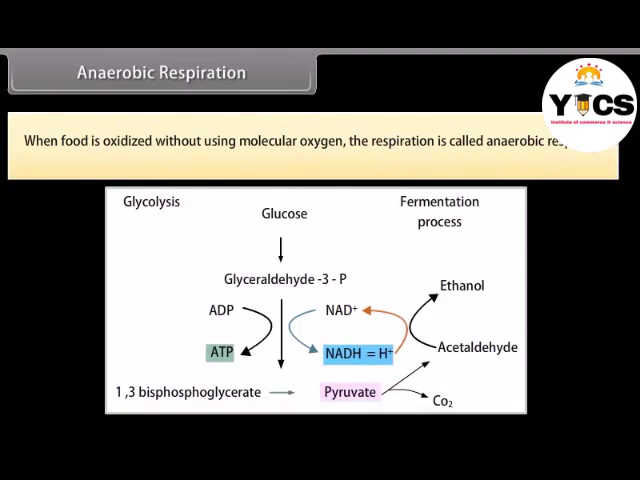 Anaerobic Respiration
YICS
Institute of commerce & science
When food is oxidized without using molecular oxygen, the respiration is called anaerobic
Glycolysis
Glucose
Fermentation
process
Glyceraldehyde -3 - P
Ethanol
ADP
NAD⁺
ATP
NADH = H⁺
Acetaldehyde
1,3 bisphosphoglycerate
Pyruvate
Co₂